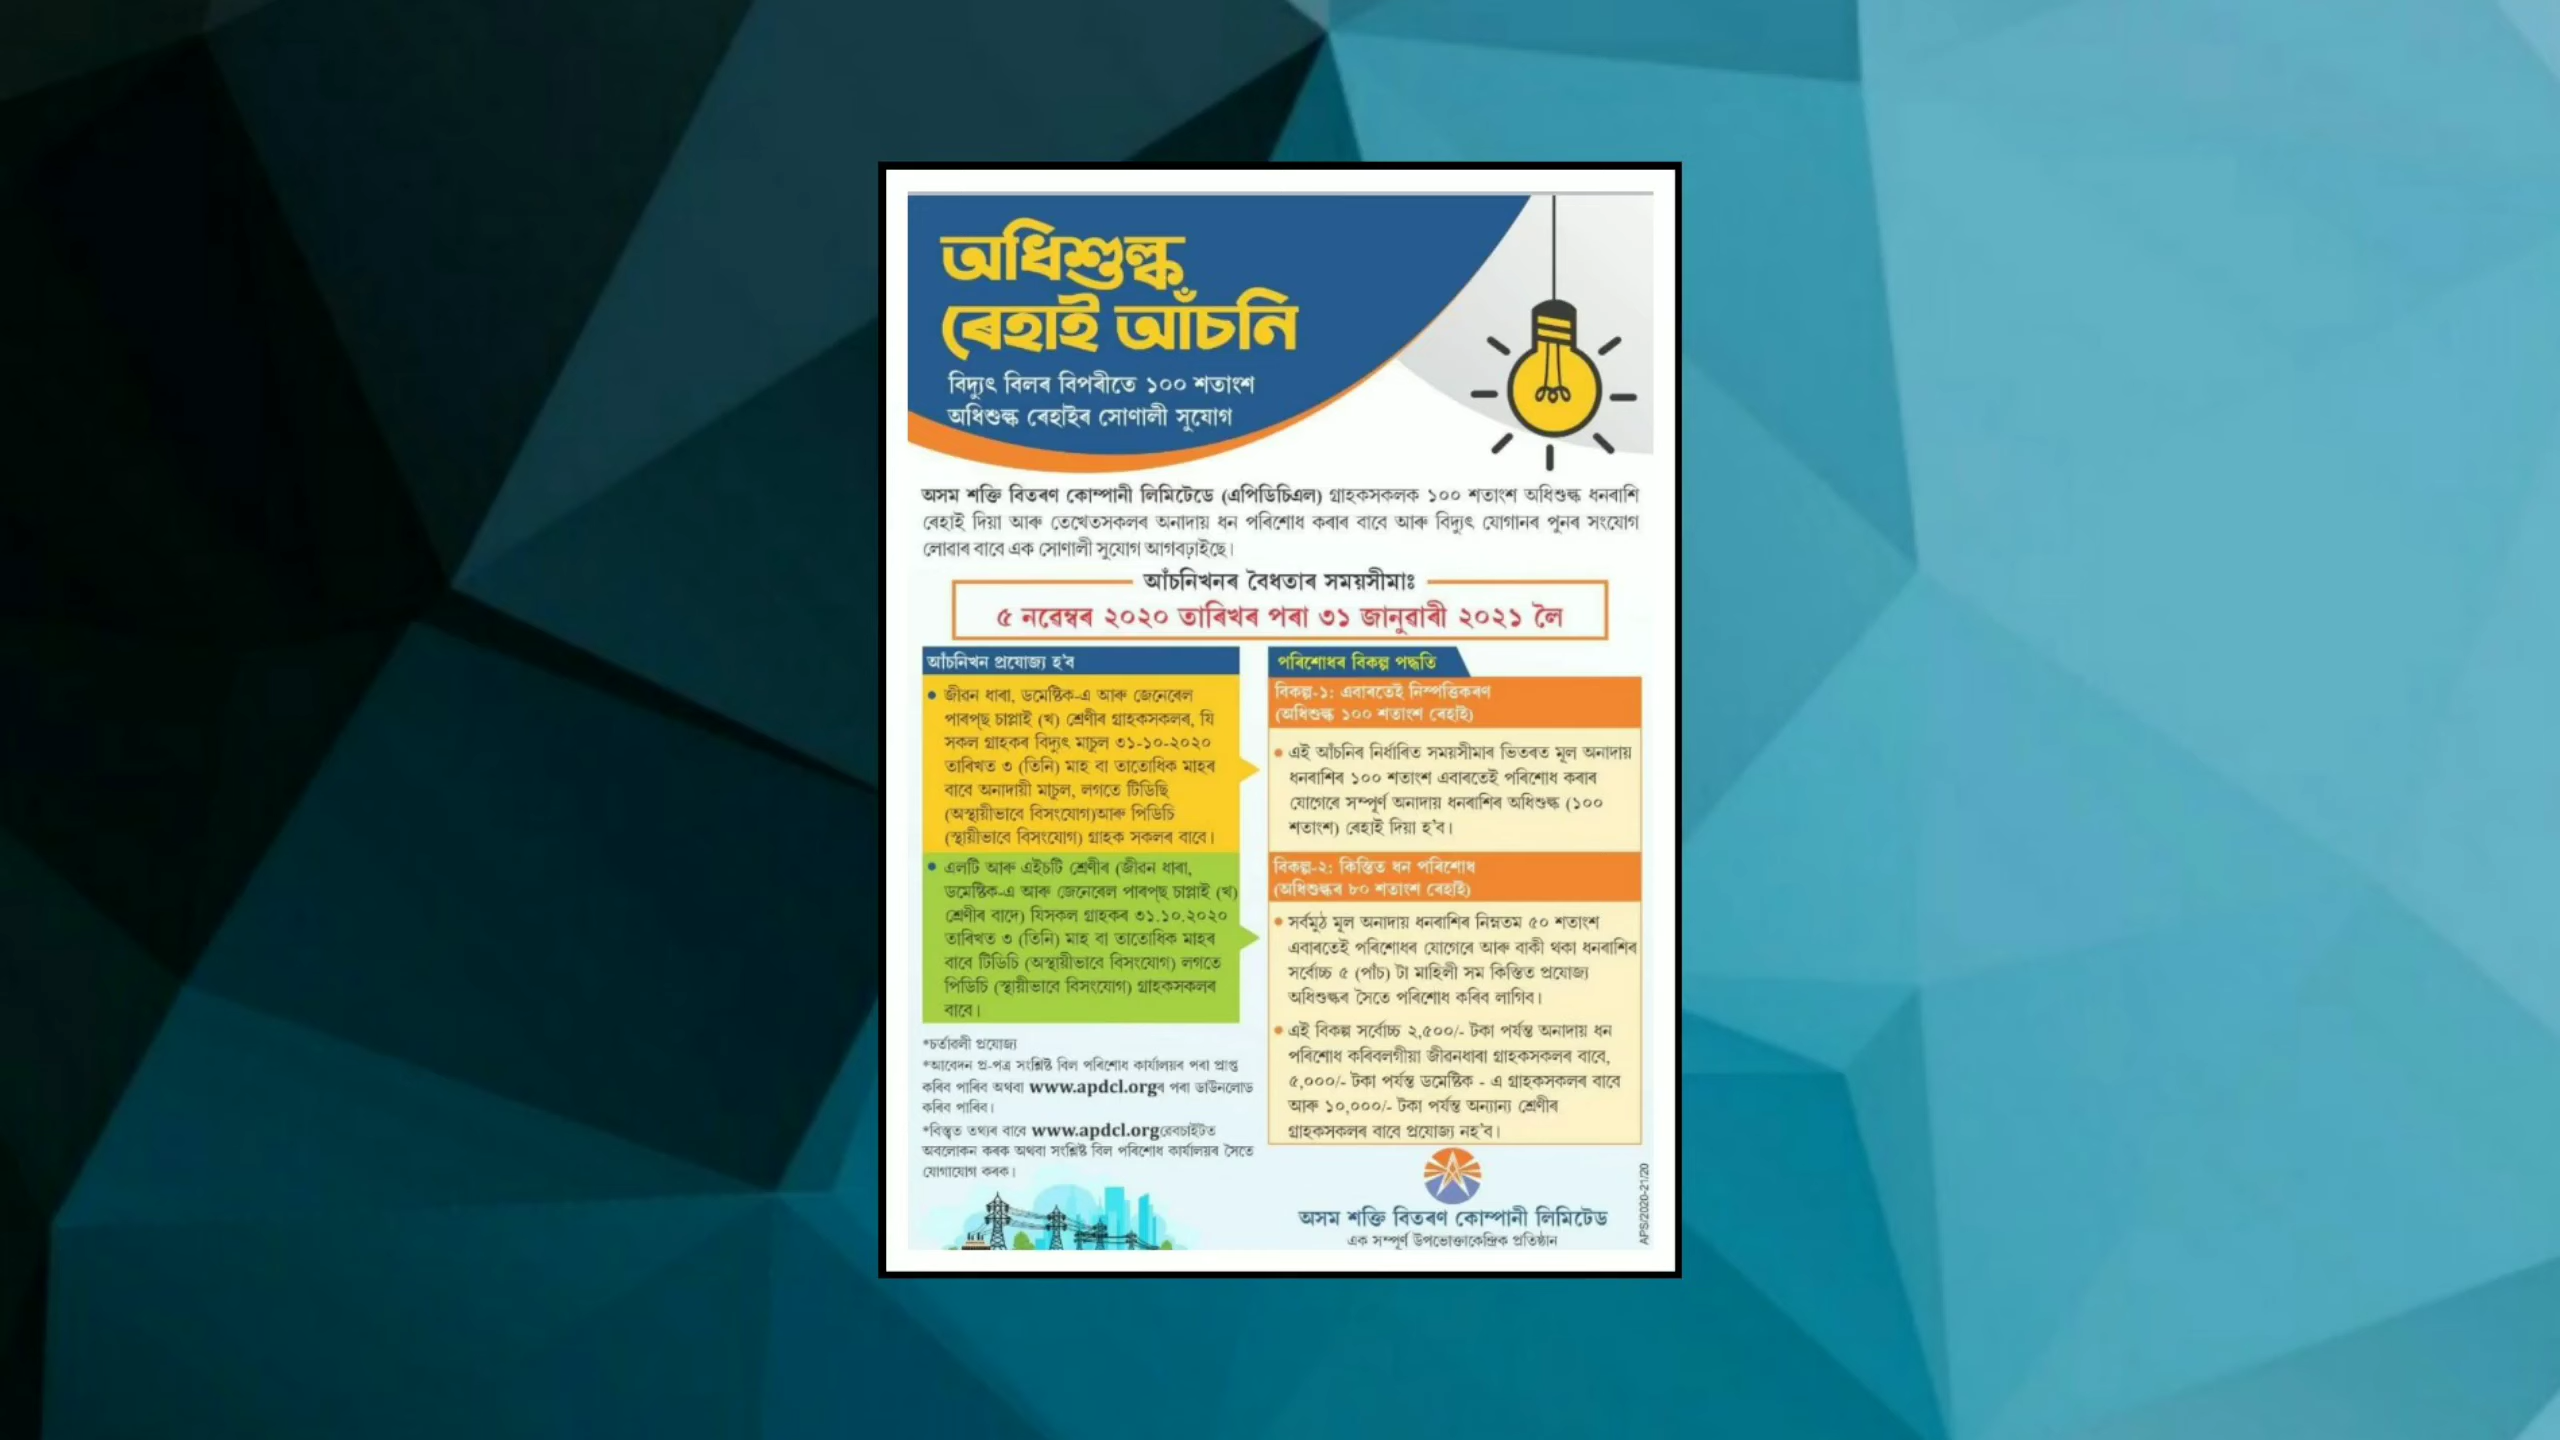 অধিশুল্ক
ৰেহাই আঁচনি
বিদ্যুৎ বিলৰ বিপৰীতে ১০০ শতাংশ
অধিশুল্ক ৰেহাইৰ সোণালী সুযোগ
অসম শক্তি বিতৰণ কোম্পানী লিমিটেডে (এপিডিচিএল) গ্ৰাহকসকলক ১০০ শতাংশ অধিশুল্ক ধনৰাশি
ৰেহাই দিয়া আৰু তেখেতসকলৰ অনাদায় ধন পৰিশোধ কৰাৰ বাবে আৰু বিদ্যুৎ যোগানৰ পুনৰ সংযোগ
লোৱাৰ বাবে এক সোণালী সুযোগ আগবঢ়াইছে।
আঁচনিখনৰ বৈধতাৰ সময়সীমাঃ
৫ নৱেম্বৰ ২০২০ তাৰিখৰ পৰা ৩১ জানুৱাৰী ২০২১ লৈ
আঁচনিখন প্ৰযোজ্য হ'ব
• জীৱন ধাৰা, ডমেষ্টিক-এ আৰু জেনেৰেল
পাৰপছ্ চাপ্লাই (খ) শ্ৰেণীৰ গ্ৰাহকসকলৰ, যি
সকল গ্ৰাহকৰ বিদ্যুৎ মাচুল ৩১-১০-২০২০
তাৰিখত ৩ (তিনি) মাহ বা তাতোধিক মাহৰ
বাবে অনাদায়ী মাচুল, লগতে টিডিছি
(অস্থায়ীভাবে বিসংযোগ)আৰু পিডিচি
(স্থায়ীভাবে বিসংযোগ) গ্ৰাহক সকলৰ বাবে।
• এলটি আৰু এইচটি শ্ৰেণীৰ (জীৱন ধাৰা,
ডমেষ্টিক-এ আৰু জেনেৰেল পাৰপছ্ চাপ্লাই (খ)
শ্ৰেণীৰ বাদে) যিসকল গ্ৰাহকৰ ৩১.১০.২০২০
তাৰিখত ৩ (তিনি) মাহ বা তাতোধিক মাহৰ
বাবে টিডিচি (অস্থায়ীভাবে বিসংযোগ) লগতে
পিডিচি (স্থায়ীভাবে বিসংযোগ) গ্ৰাহকসকলৰ
বাবে।
*চৰ্তাৱলী প্ৰযোজ্য
*আবেদন প্ৰ-পত্ৰ সংশ্লিষ্ট বিল পৰিশোধ কাৰ্যালয়ৰ পৰা প্ৰাপ্ত
কৰিব পাৰিব অথবা www.apdcl.orgৰ পৰা ডাউনলোড
কৰিব পাৰিব।
*বিস্তৃত তথ্যৰ বাবে www.apdcl.orgৱেবচাইটত
অবলোকন কৰক অথবা সংশ্লিষ্ট বিল পৰিশোধ কাৰ্যালয়ৰ সৈতে
যোগাযোগ কৰক।
পৰিশোধৰ বিকল্প পদ্ধতি
বিকল্প-১: এবাৰতেই নিস্পত্তিকৰণ
(অধিশুল্ক ১০০ শতাংশ ৰেহাই)
• এই আঁচনিৰ নিৰ্ধাৰিত সময়সীমাৰ ভিতৰত মূল অনাদায়
ধনৰাশিৰ ১০০ শতাংশ এবাৰতেই পৰিশোধ কৰাৰ
যোগেৰে সম্পূৰ্ণ অনাদায় ধনৰাশিৰ অধিশুল্ক (১০০
শতাংশ) ৰেহাই দিয়া হ'ব।
বিকল্প-২: কিস্তিত ধন পৰিশোধ
(অধিশুল্কৰ ৮০ শতাংশ ৰেহাই)
• সৰ্বমুঠ মূল অনাদায় ধনৰাশিৰ নিম্নতম ৫০ শতাংশ
এবাৰতেই পৰিশোধৰ যোগেৰে আৰু বাকী থকা ধনৰাশিৰ
সৰ্বোচ্চ ৫ (পাঁচ) টা মাহিলী সম কিস্তিত প্ৰযোজ্য
অধিশুল্কৰ সৈতে পৰিশোধ কৰিব লাগিব।
• এই বিকল্প সৰ্বোচ্চ ২,৫০০/- টকা পৰ্যন্ত অনাদায় ধন
পৰিশোধ কৰিবলগীয়া জীৱনধাৰা গ্ৰাহকসকলৰ বাবে,
৫,০০০/- টকা পৰ্যন্ত ডমেষ্টিক - এ গ্ৰাহকসকলৰ বাবে
আৰু ১০,০০০/- টকা পৰ্যন্ত অন্যান্য শ্ৰেণীৰ
গ্ৰাহকসকলৰ বাবে প্ৰযোজ্য নহ'ব।
অসম শক্তি বিতৰণ কোম্পানী লিমিটেড
এক সম্পূৰ্ণ উপভোক্তাকেন্দ্ৰিক প্ৰতিষ্ঠান
APS/2020-21/20